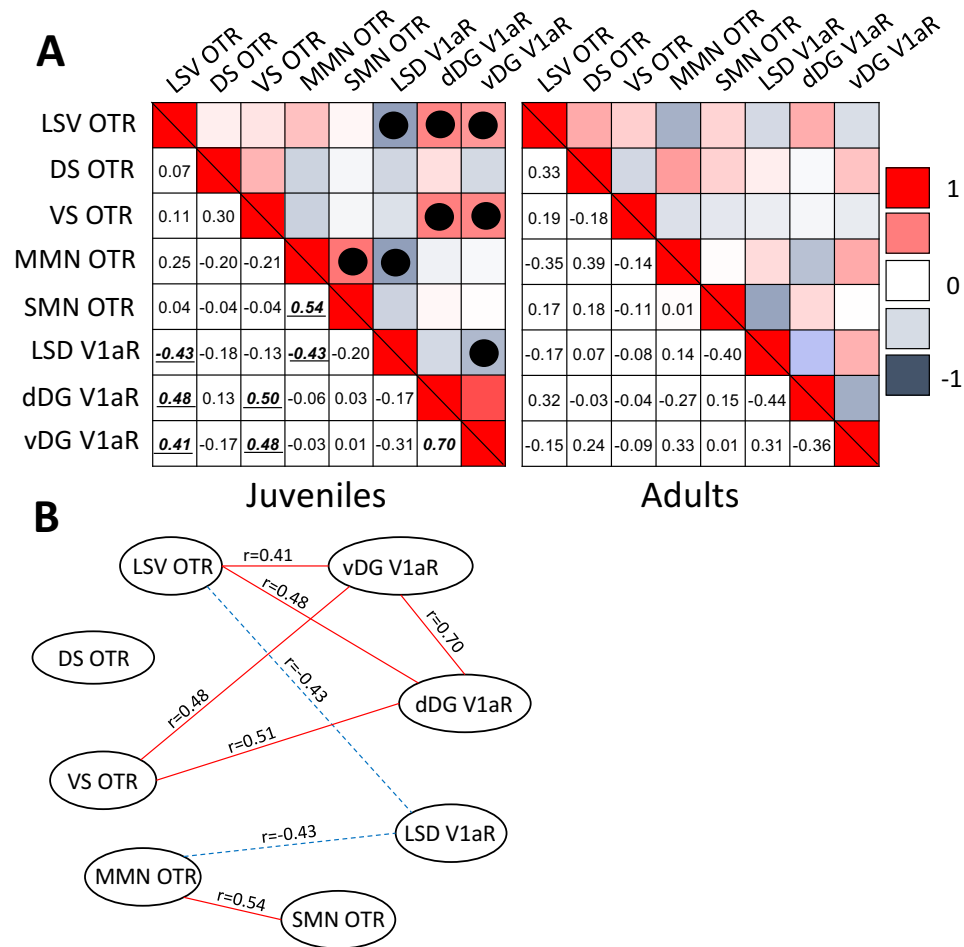 A
LSV OTR DS OTR VS OTR MMN OTR SMN OTR LSD V1aR dDG V1aR vDG V1aR LSV OTR DS OTR VS OTR MMN OTR SMN OTR LSD V1aR dDG V1aR vDG V1aR
LSV OTR
DS OTR 0.07 0.33
VS OTR 0.11 0.30 0.19 -0.18
MMN OTR 0.25 -0.20 -0.21 -0.35 0.39 -0.14
SMN OTR 0.04 -0.04 -0.04 0.54 0.17 0.18 -0.11 0.01
LSD V1aR -0.43 -0.18 -0.13 -0.43 -0.20 -0.17 0.07 -0.08 0.14 -0.40
dDG V1aR 0.48 0.13 0.50 -0.06 0.03 -0.17 0.32 -0.03 -0.04 -0.27 0.15 -0.44
vDG V1aR 0.41 -0.17 0.48 -0.03 0.01 -0.31 0.70 -0.15 0.24 -0.09 0.33 0.01 0.31 -0.36
1
0
-1
Juveniles Adults
B
LSV OTR r=0.41 vDG V1aR
r=0.48
r=0.70
DS OTR
r=-0.43
r=0.48
dDG V1aR
r=0.51
VS OTR
LSD V1aR
r=-0.43
MMN OTR
r=0.54
SMN OTR